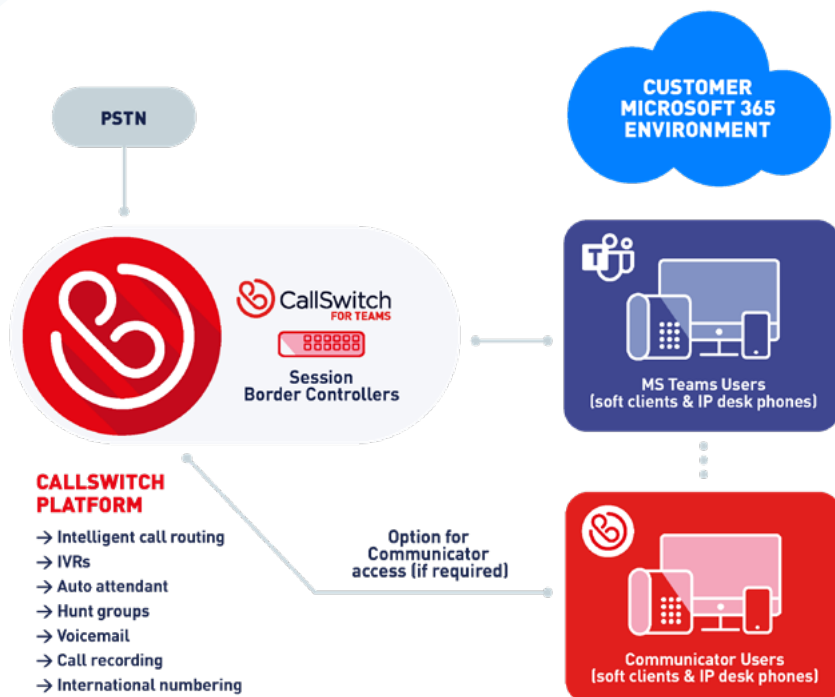 PSTN
CUSTOMER
MICROSOFT 365
ENVIRONMENT
CallSwitch
FOR TEAMS
Session
Border Controllers
T
MS Teams Users
(soft clients & IP desk phones)
CALLSWITCH
PLATFORM
→ Intelligent call routing
→ IVRs
→ Auto attendant
→ Hunt groups
→ Voicemail
→ Call recording
→ International numbering
Option for
Communicator
access (if required)
Communicator Users
(soft clients & IP desk phones)